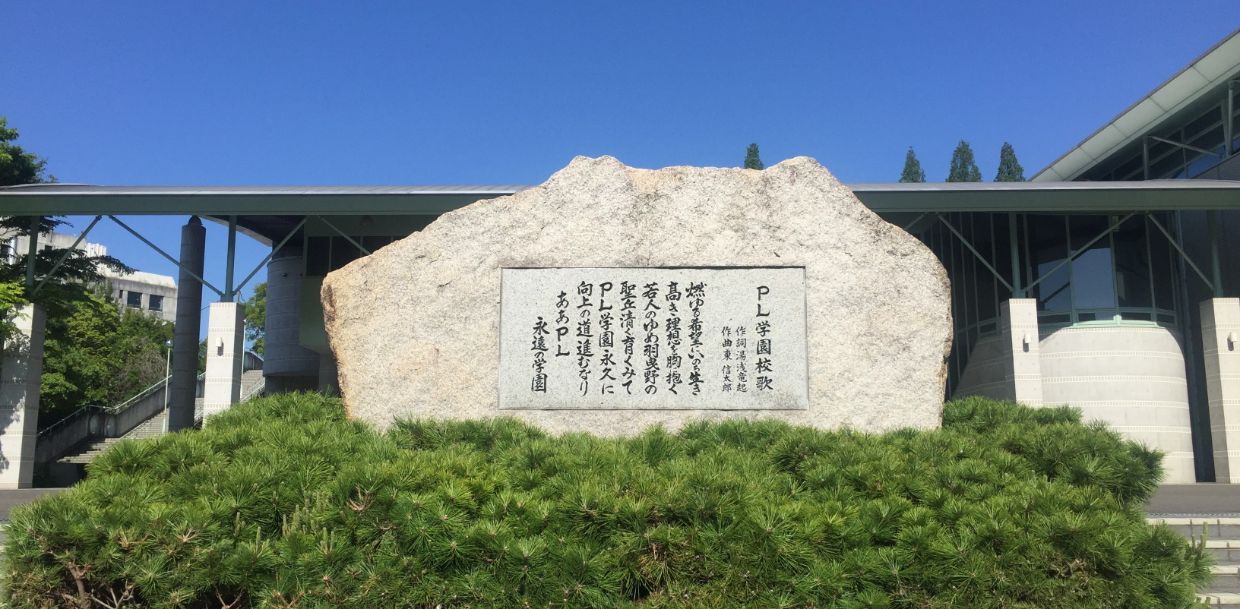 PL学園校歌
作詞 湯浅竜起
作曲 東信太郎
燃ゆる希望にいのち生き
高き理想を胸に抱く
若人のゆめ羽曳野の
聖丘清く育くみて
PL学園永久に
向上の道進むなり
ああPL
永遠の学園